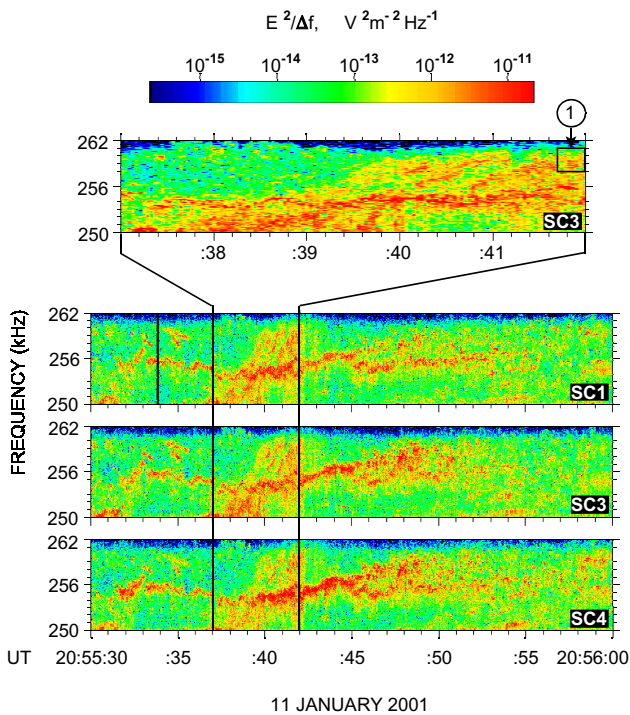 E ²/Δf,    V ²m⁻² Hz⁻¹
10⁻¹⁵ 10⁻¹⁴ 10⁻¹³ 10⁻¹² 10⁻¹¹
1
262
256
250
SC3
:38 :39 :40 :41
FREQUENCY (kHz)
262
256
250
SC1
262
256
250
SC3
262
256
250
SC4
UT 20:55:30 :35 :40 :45 :50 :55 20:56:00
11 JANUARY 2001